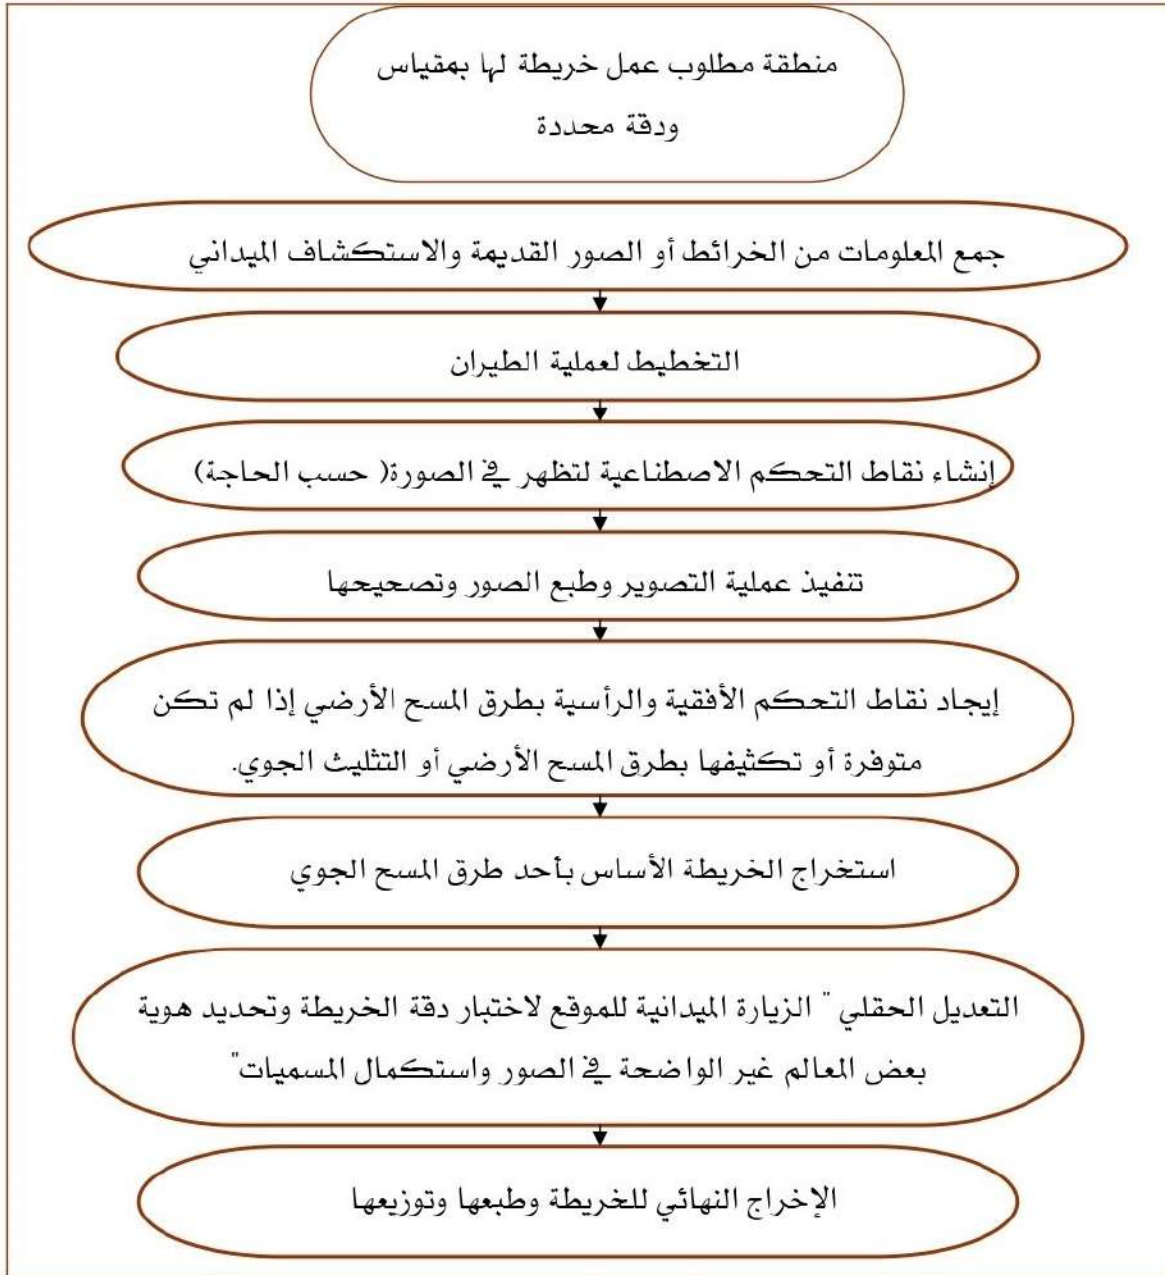 منطقة مطلوب عمل خريطة لها بمقياس
ودقة محددة
جمع المعلومات من الخرائط أو الصور القديمة والاستكشاف الميداني
التخطيط لعملية الطيران
إنشاء نقاط التحكم الاصطناعية لتظهر في الصورة( حسب الحاجة)
تنفيذ عملية التصوير وطبع الصور وتصحيحها
إيجاد نقاط التحكم الأفقية والرأسية بطرق المسح الأرضي إذا لم تكن
متوفرة أو تكثيفها بطرق المسح الأرضي أو التثليث الجوي.
استخراج الخريطة الأساس بأحد طرق المسح الجوي
التعديل الحقلي " الزيارة الميدانية للموقع لاختبار دقة الخريطة وتحديد هوية
بعض المعالم غير الواضحة في الصور واستكمال المسميات"
الإخراج النهائي للخريطة وطبعها وتوزيعها